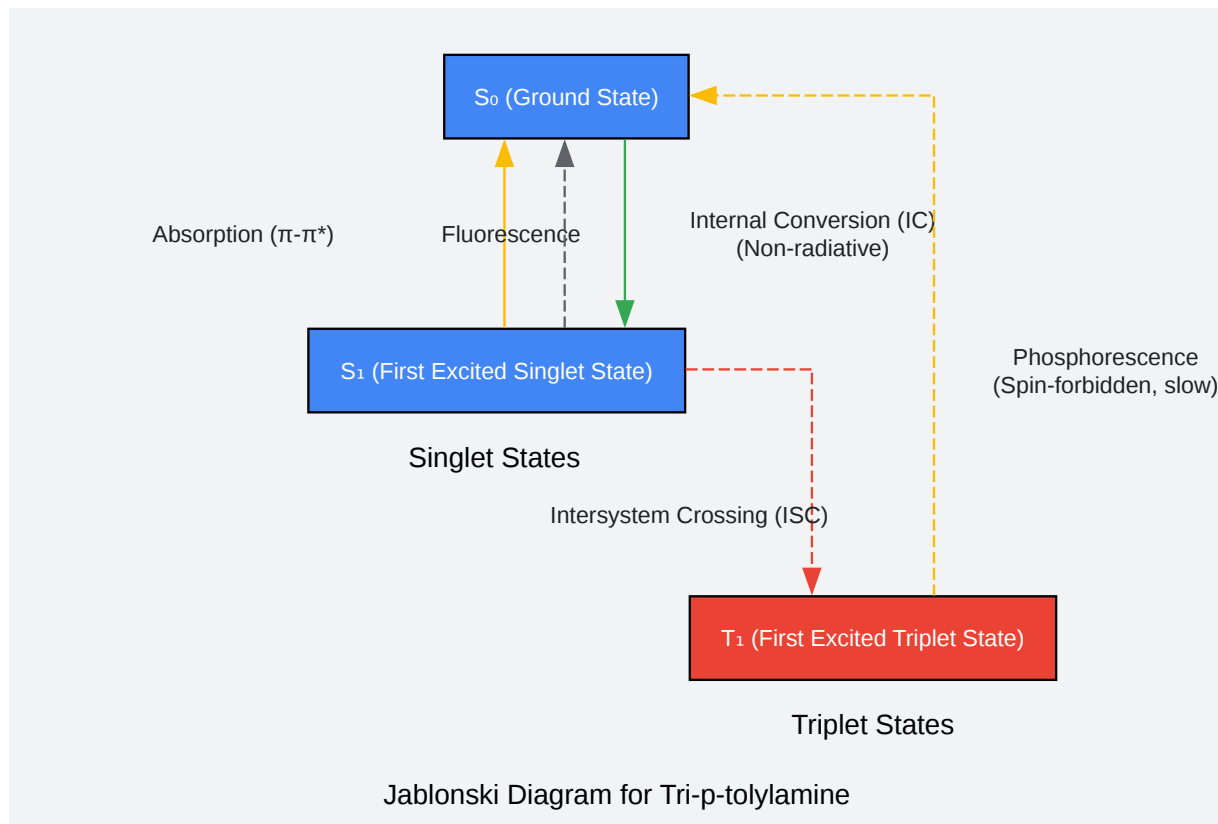 S₀ (Ground State)
Absorption (π-π*)
Fluorescence
Internal Conversion (IC)
(Non-radiative)
S₁ (First Excited Singlet State)
Phosphorescence
(Spin-forbidden, slow)
Singlet States
Intersystem Crossing (ISC)
T₁ (First Excited Triplet State)
Triplet States
Jablonski Diagram for Tri-p-tolylamine